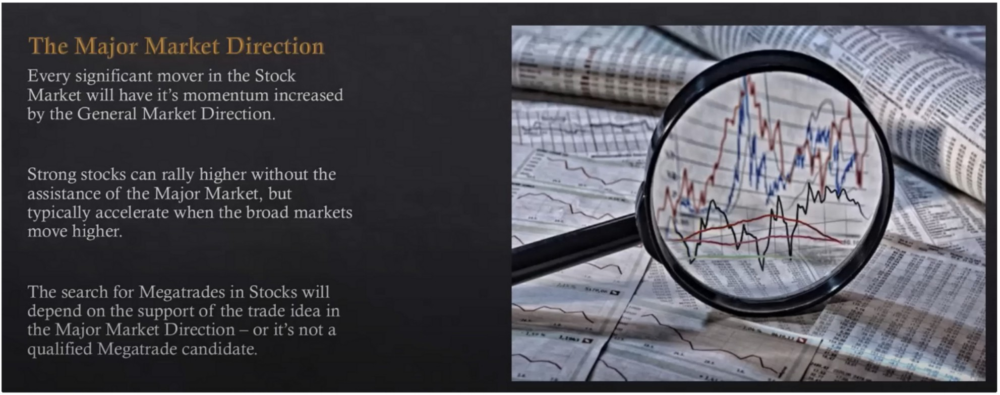 The Major Market Direction
Every significant mover in the Stock
Market will have it's momentum increased
by the General Market Direction.
Strong stocks can rally higher without the
assistance of the Major Market, but
typically accelerate when the broad markets
move higher.
The search for Megatrades in Stocks will
depend on the support of the trade idea in
the Major Market Direction – or it's not a
qualified Megatrade candidate.